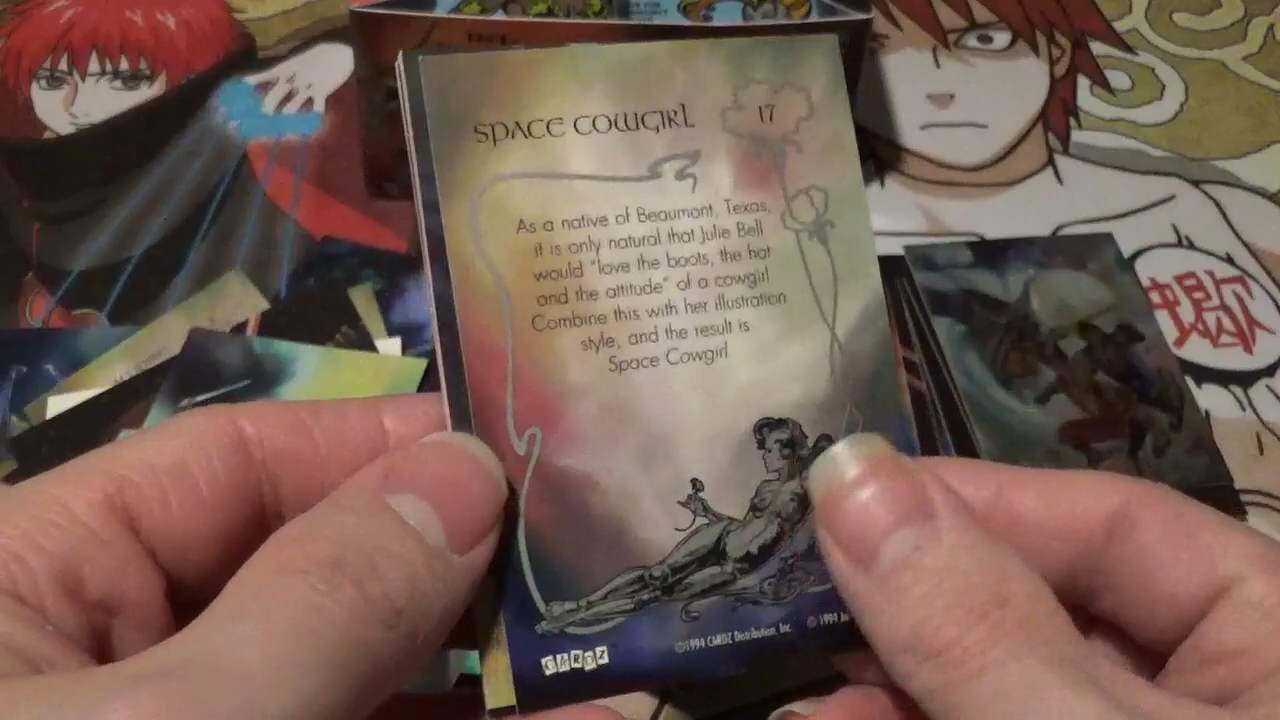 SPACE COWGIRL
17
As a native of Beaumont, Texas,
it is only natural that Julie Bell
would "love the boots, the hat
and the attitude" of a cowgirl.
Combine this with her illustration
style, and the result is
Space Cowgirl
©1994 CARDZ Distribution, Inc. © 1994
CARDZ
蝎